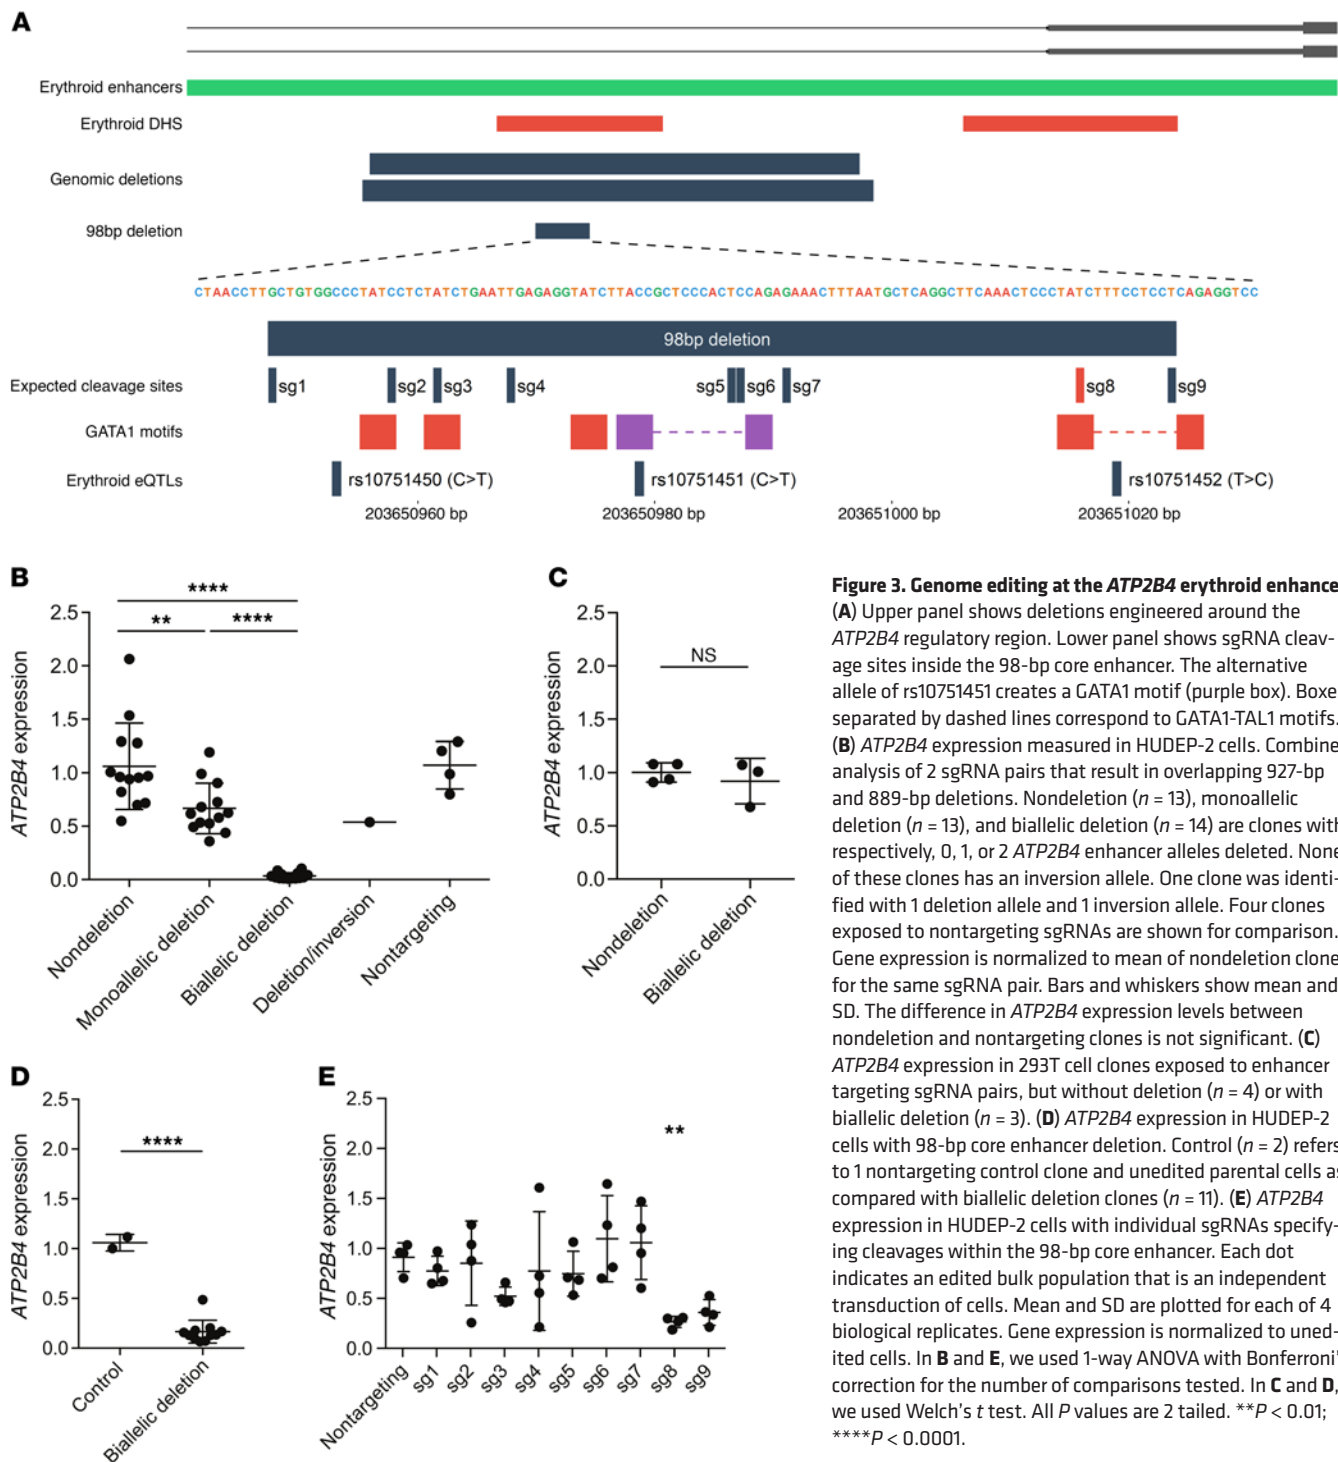 A
Erythroid enhancers
Erythroid DHS
Genomic deletions
98bp deletion
CTAACCTTGCTGTGGCCCTATCCTCTATCTGAATTGAGAGGTATCTTACCGCTCCCACTCCAGAGAAACTTTAATGCTCAGGCTTCAAACTCCCTATCTTTCCTCCTCAGAGGTCC
98bp deletion
Expected cleavage sites
sg1 sg2 sg3 sg4 sg5 sg6 sg7 sg8 sg9
GATA1 motifs
Erythroid eQTLs
rs10751450 (C>T) rs10751451 (C>T) rs10751452 (T>C)
203650960 bp 203650980 bp 203651000 bp 203651020 bp
B
ATP2B4 expression
2.5
2.0
1.5
1.0
0.5
0.0
****
** ****
Nondeletion
Monoallelic deletion
Biallelic deletion
Deletion/inversion
Nontargeting
C
ATP2B4 expression
2.5
2.0
1.5
1.0
0.5
0.0
NS
Nondeletion
Biallelic deletion
D
ATP2B4 expression
2.5
2.0
1.5
1.0
0.5
0.0
****
Control
Biallelic deletion
E
ATP2B4 expression
2.5
2.0
1.5
1.0
0.5
0.0
**
Nontargeting
sg1
sg2
sg3
sg4
sg5
sg6
sg7
sg8
sg9
Figure 3. Genome editing at the ATP2B4 erythroid enhance
(A) Upper panel shows deletions engineered around the
ATP2B4 regulatory region. Lower panel shows sgRNA cleav-
age sites inside the 98-bp core enhancer. The alternative
allele of rs10751451 creates a GATA1 motif (purple box). Boxe
separated by dashed lines correspond to GATA1-TAL1 motifs.
(B) ATP2B4 expression measured in HUDEP-2 cells. Combine
analysis of 2 sgRNA pairs that result in overlapping 927-bp
and 889-bp deletions. Nondeletion (n = 13), monoallelic
deletion (n = 13), and biallelic deletion (n = 14) are clones with
respectively, 0, 1, or 2 ATP2B4 enhancer alleles deleted. None
of these clones has an inversion allele. One clone was identi-
fied with 1 deletion allele and 1 inversion allele. Four clones
exposed to nontargeting sgRNAs are shown for comparison.
Gene expression is normalized to mean of nondeletion clone
for the same sgRNA pair. Bars and whiskers show mean and
SD. The difference in ATP2B4 expression levels between
nondeletion and nontargeting clones is not significant. (C)
ATP2B4 expression in 293T cell clones exposed to enhancer
targeting sgRNA pairs, but without deletion (n = 4) or with
biallelic deletion (n = 3). (D) ATP2B4 expression in HUDEP-2
cells with 98-bp core enhancer deletion. Control (n = 2) refers
to 1 nontargeting control clone and unedited parental cells as
compared with biallelic deletion clones (n = 11). (E) ATP2B4
expression in HUDEP-2 cells with individual sgRNAs specify-
ing cleavages within the 98-bp core enhancer. Each dot
indicates an edited bulk population that is an independent
transduction of cells. Mean and SD are plotted for each of 4
biological replicates. Gene expression is normalized to uned-
ited cells. In B and E, we used 1-way ANOVA with Bonferroni'
correction for the number of comparisons tested. In C and D,
we used Welch's t test. All P values are 2 tailed. **P < 0.01;
****P < 0.0001.